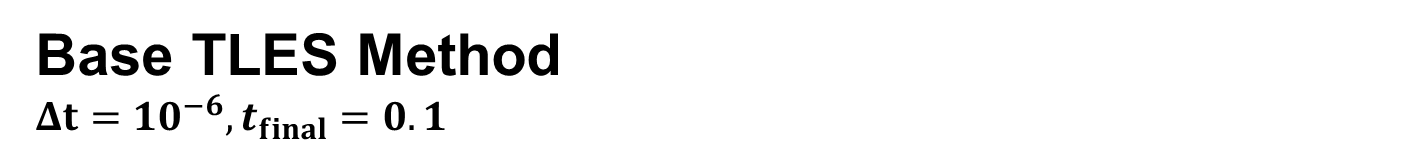 Base TLES Method
Δt = 10⁻⁶, t_final = 0.1